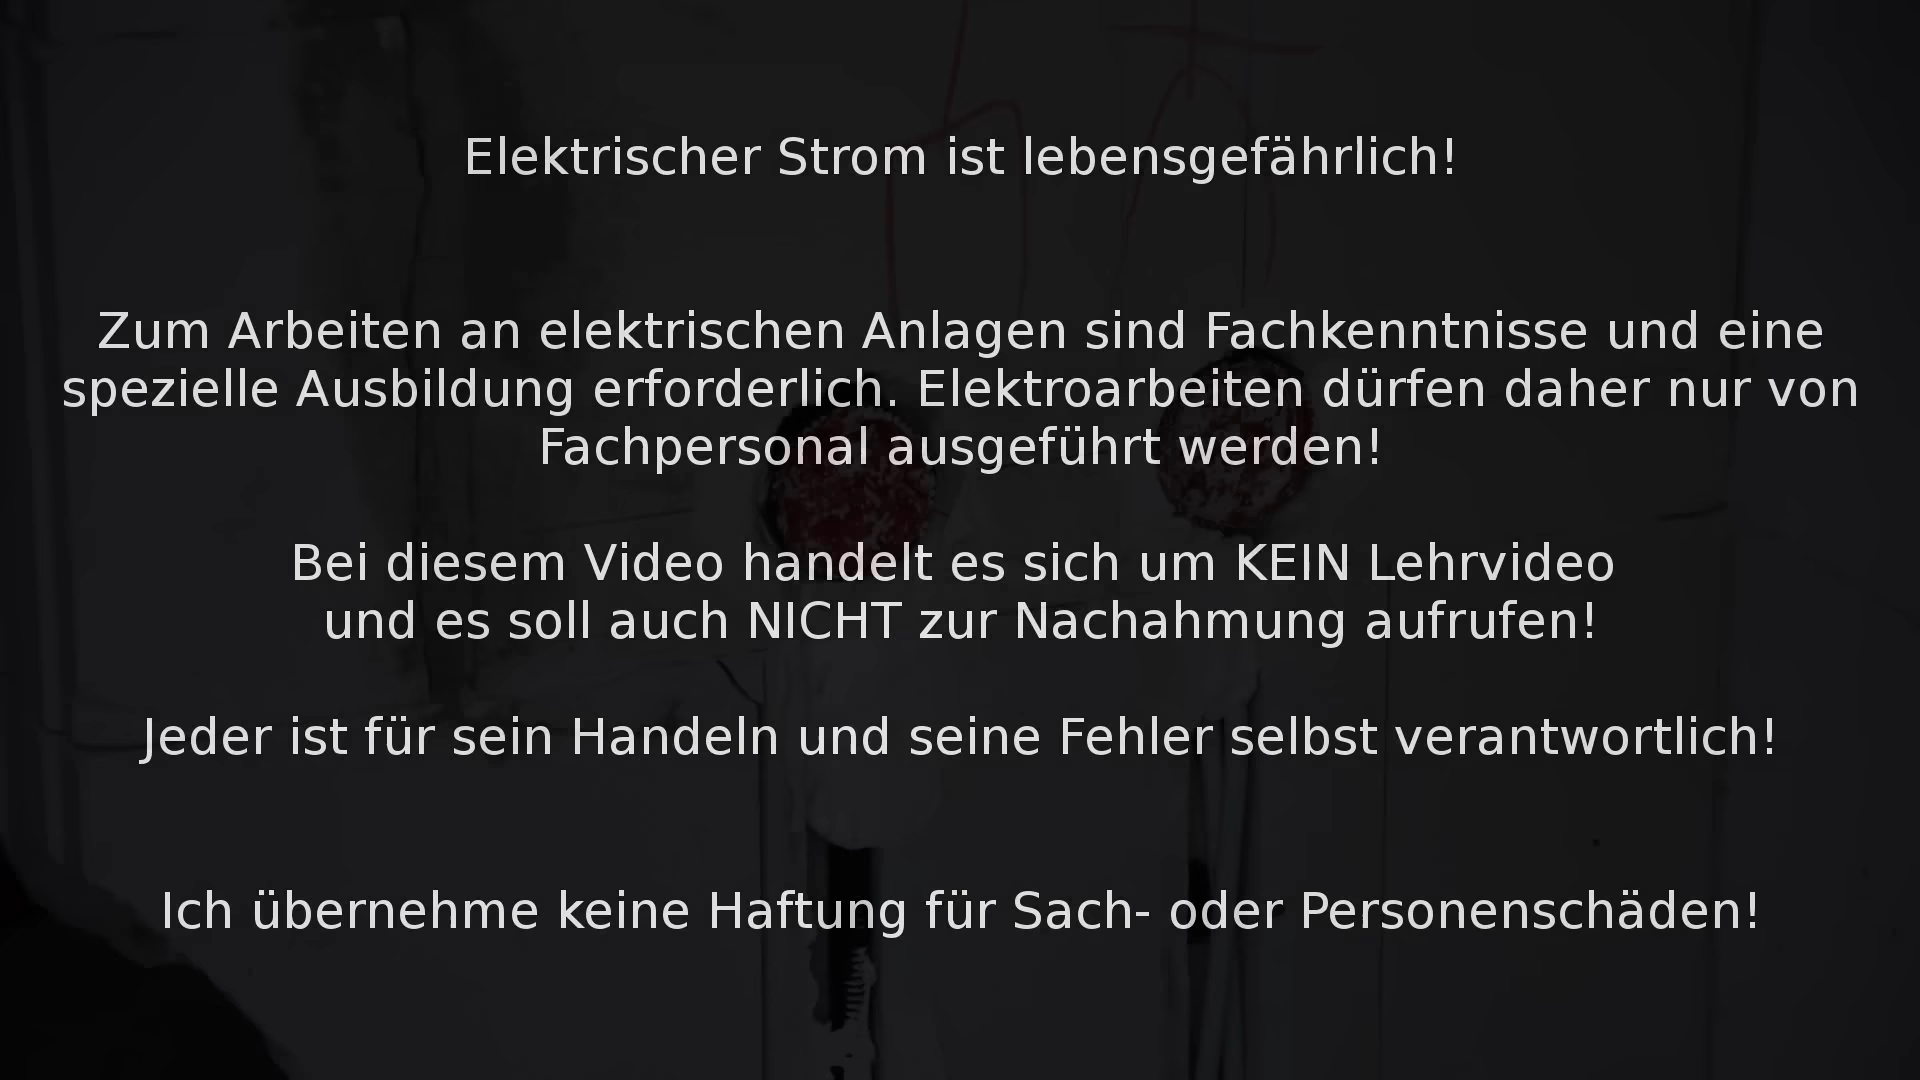 Elektrischer Strom ist lebensgefährlich!
Zum Arbeiten an elektrischen Anlagen sind Fachkenntnisse und eine
spezielle Ausbildung erforderlich. Elektroarbeiten dürfen daher nur von
Fachpersonal ausgeführt werden!
Bei diesem Video handelt es sich um KEIN Lehrvideo
und es soll auch NICHT zur Nachahmung aufrufen!
Jeder ist für sein Handeln und seine Fehler selbst verantwortlich!
Ich übernehme keine Haftung für Sach- oder Personenschäden!